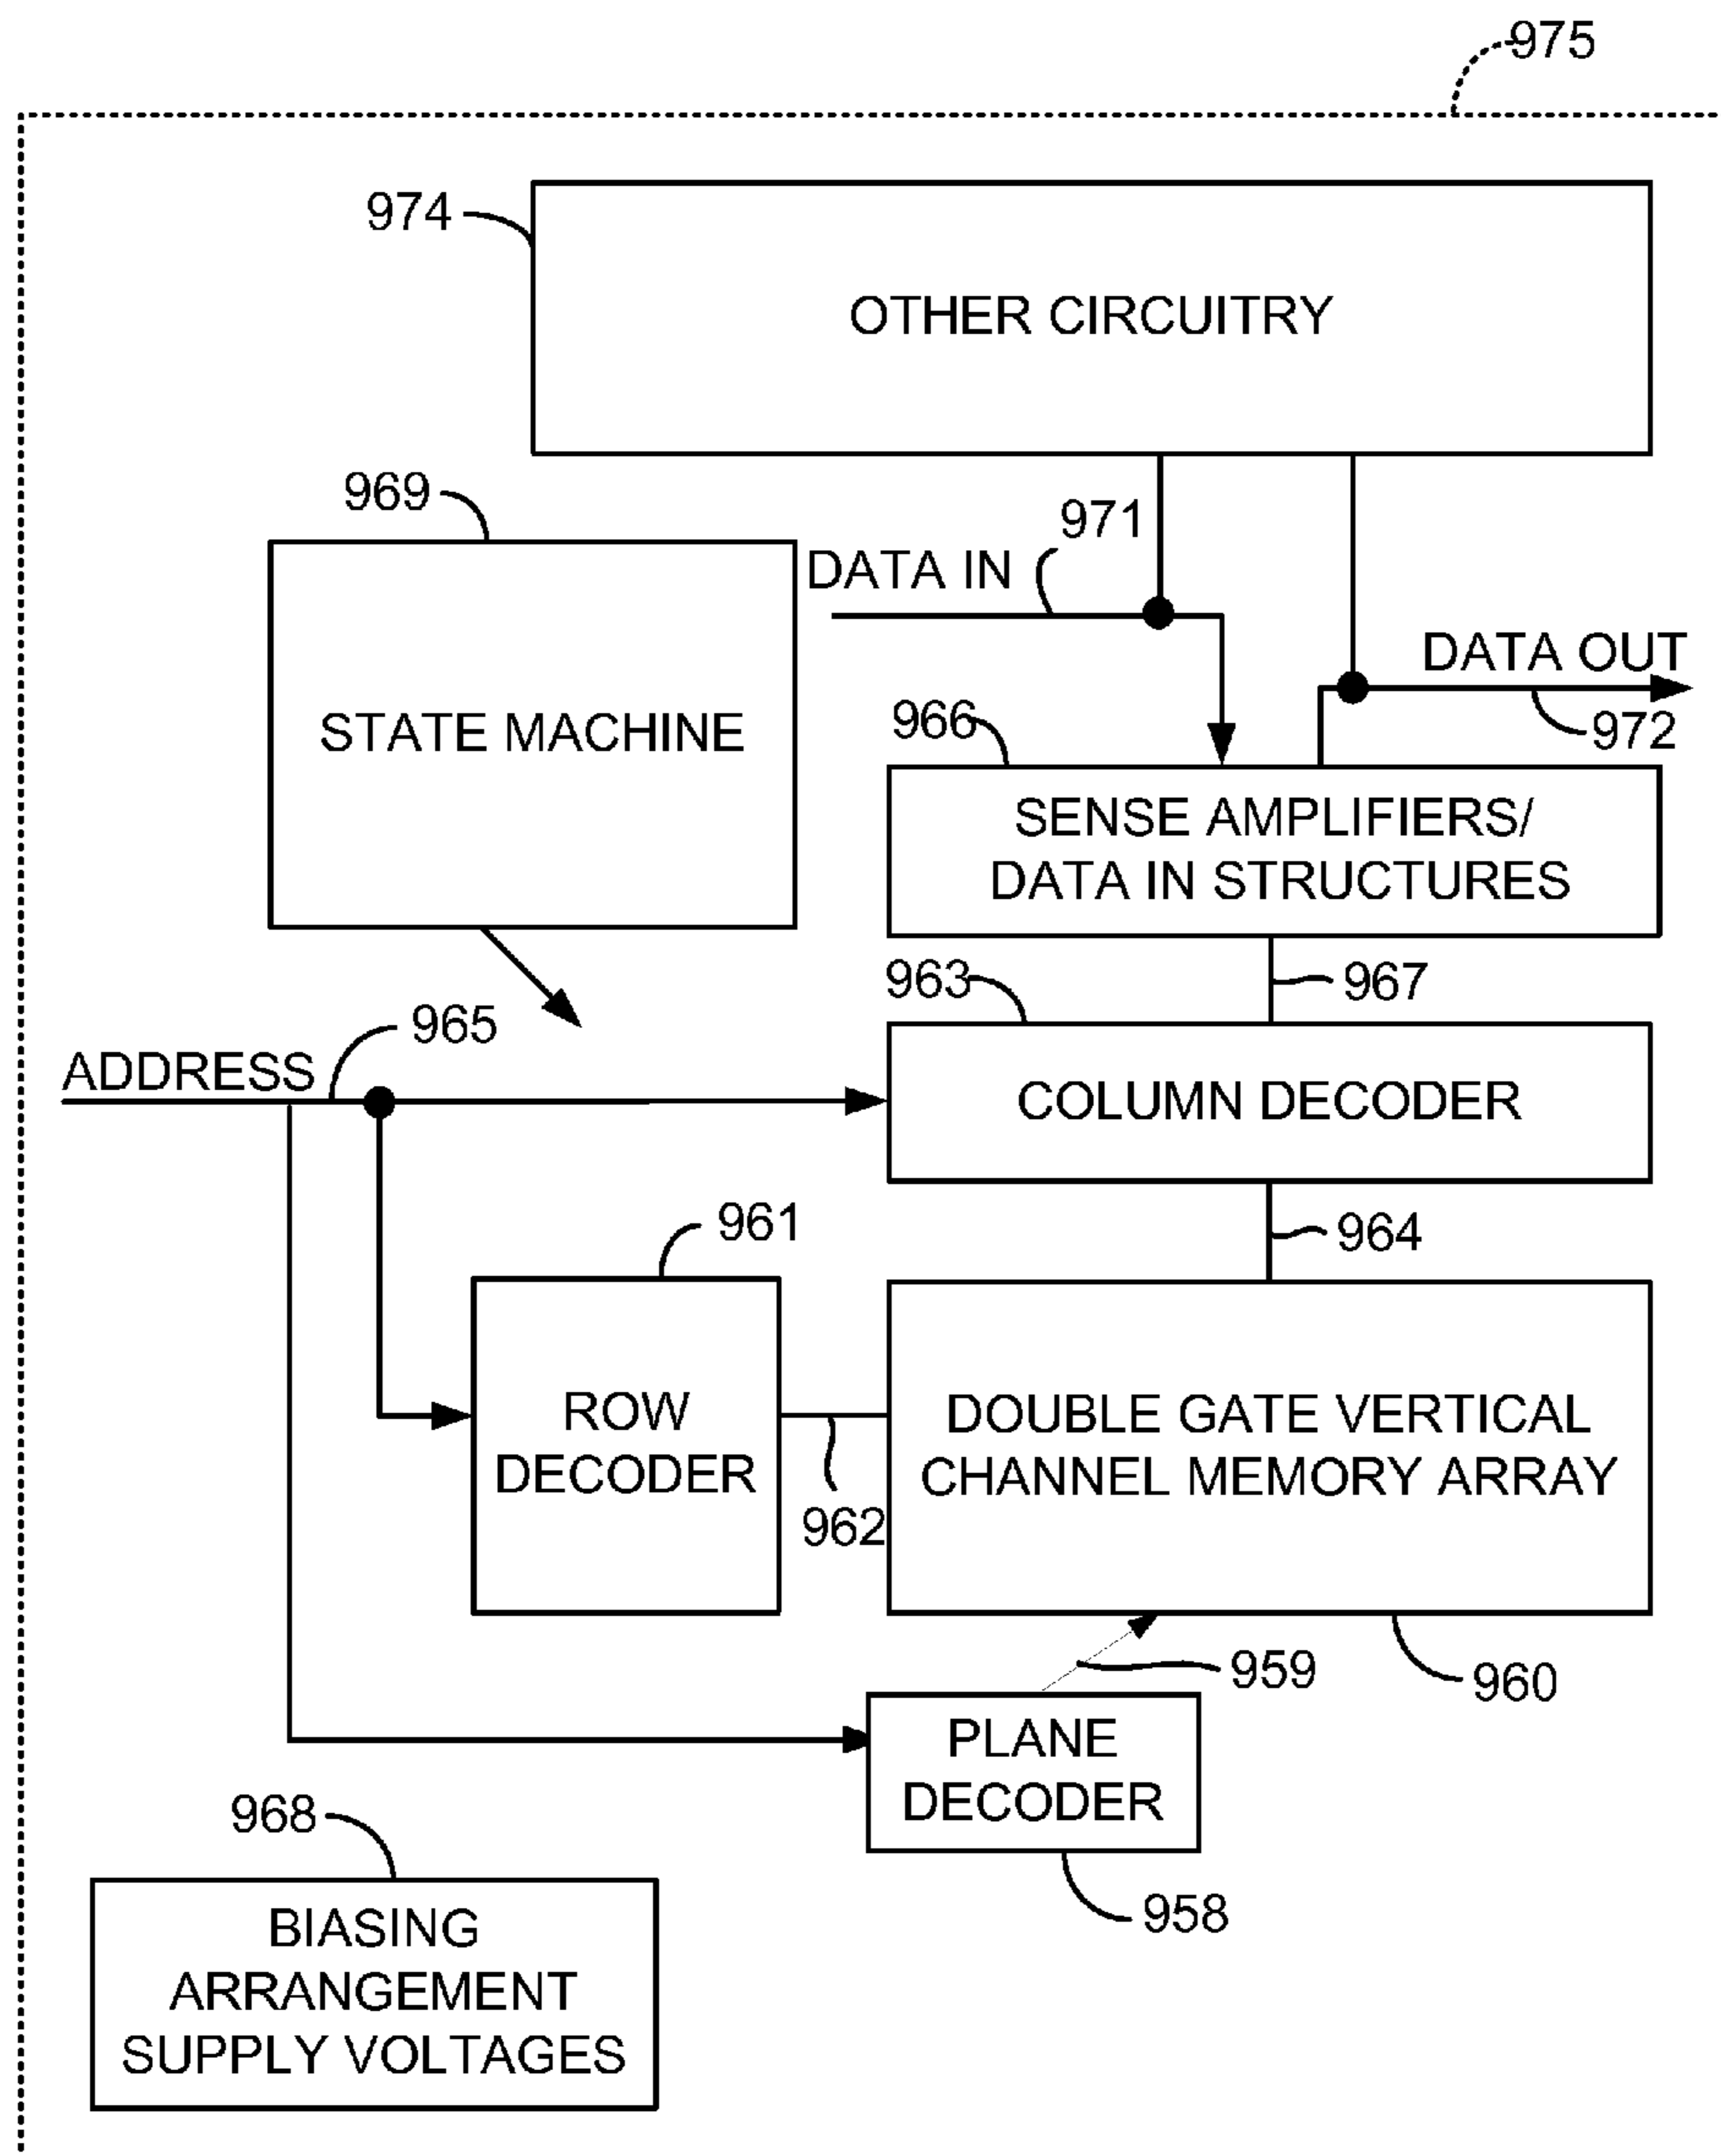 975
974
OTHER CIRCUITRY
969
971
DATA IN
DATA OUT
972
STATE MACHINE
966
SENSE AMPLIFIERS/
DATA IN STRUCTURES
963
967
965
ADDRESS
COLUMN DECODER
961
964
ROW
DECODER
962
DOUBLE GATE VERTICAL
CHANNEL MEMORY ARRAY
959
960
PLANE
DECODER
958
968
BIASING
ARRANGEMENT
SUPPLY VOLTAGES